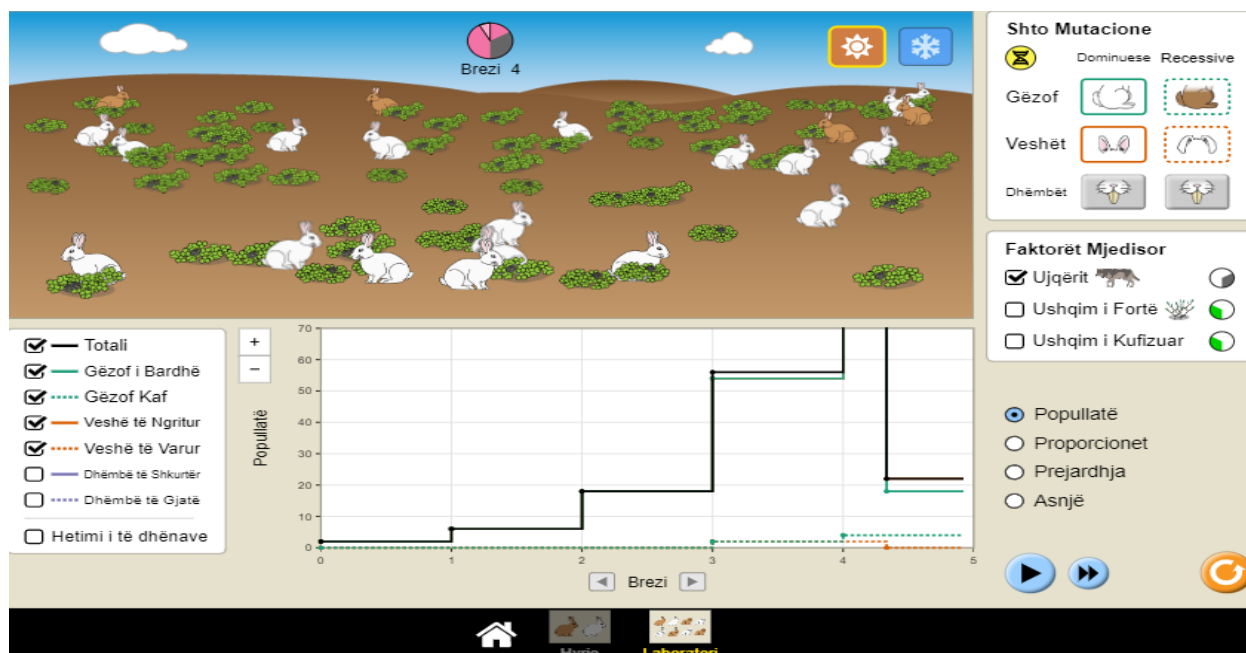 Brezi 4
Shto Mutacione
Dominuese Recessive
Gëzof
Veshët
Dhëmbët
Faktorët Mjedisor
Ujqërit
Ushqim i Fortë
Ushqim i Kufizuar
Totali
Gëzof i Bardhë
Gëzof Kaf
Veshë të Ngritur
Veshë të Varur
Dhëmbë të Shkurtër
Dhëmbë të Gjatë
Hetimi i të dhënave
+
−
Popullatë
70
60
50
40
30
20
10
0
0 1 2 3 4 5
Brezi
Popullatë
Proporcionet
Prejardhja
Asnjë
Hyrje
Laboratori